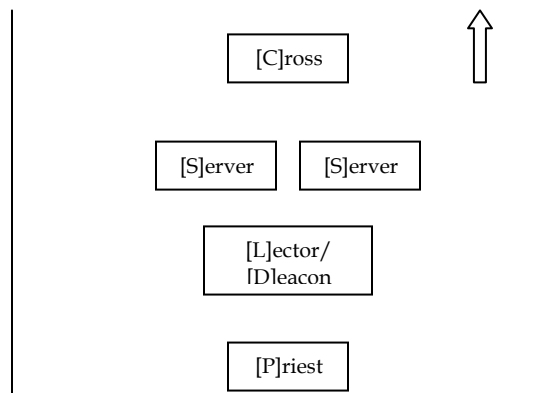 [C]ross
[S]erver [S]erver
[L]ector/
[D]eacon
[P]riest